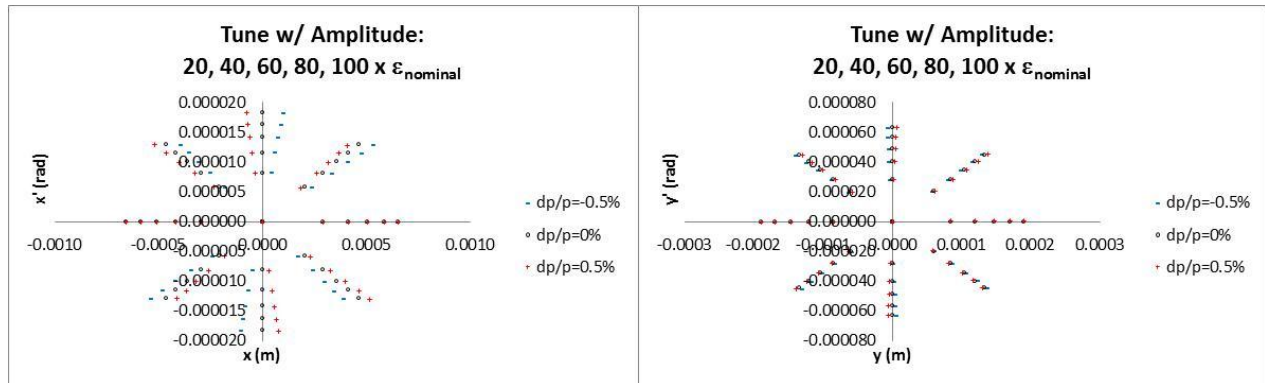 Tune w/ Amplitude:
20, 40, 60, 80, 100 x εnominal
0.000020
0.000015
0.000010
0.000005
0.000000
-0.0010
-0.0005
0.0000
0.0005
0.0010
-0.000005
-0.000010
-0.000015
-0.000020
x' (rad)
x (m)
dp/p=-0.5%
dp/p=0%
dp/p=0.5%
Tune w/ Amplitude:
20, 40, 60, 80, 100 x εnominal
0.000080
0.000060
0.000040
0.000020
0.000000
-0.0003
-0.0002
-0.0001
0.0000
0.0001
0.0002
0.0003
-0.000020
-0.000040
-0.000060
-0.000080
y' (rad)
y (m)
dp/p=-0.5%
dp/p=0%
dp/p=0.5%